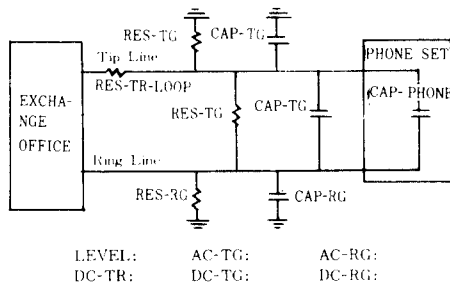 RES-TG CAP-TG
Tip Line PHONE SET
RES-TR-LOOP
EXCHA-
NGE
OFFICE
RES-TG CAP-TG CAP-PHONE
Ring Line
RES-RG CAP-RG
LEVEL: AC-TG: AC-RG:
DC-TR: DC-TG: DC-RG: